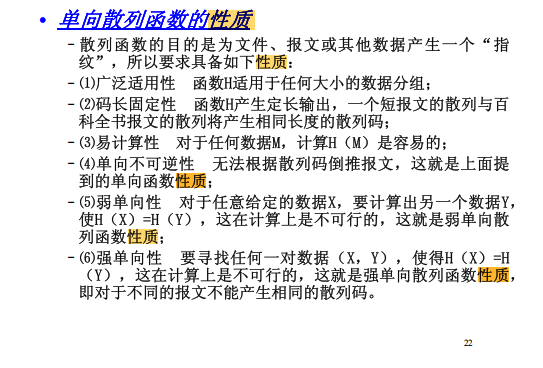 • 单向散列函数的性质
– 散列函数的目的是为文件、报文或其他数据产生一个“指
纹”，所以要求具备如下性质：
– ⑴广泛适用性 函数H适用于任何大小的数据分组；
– ⑵码长固定性 函数H产生定长输出，一个短报文的散列与百
科全书报文的散列将产生相同长度的散列码；
– ⑶易计算性 对于任何数据M，计算H（M）是容易的；
– ⑷单向不可逆性 无法根据散列码倒推报文，这就是上面提
到的单向函数性质；
– ⑸弱单向性 对于任意给定的数据X，要计算出另一个数据Y，
使H（X）=H（Y），这在计算上是不可行的，这就是弱单向散
列函数性质；
– ⑹强单向性 要寻找任何一对数据（X，Y），使得H（X）=H
（Y），这在计算上是不可行的，这就是强单向散列函数性质，
即对于不同的报文不能产生相同的散列码。
22